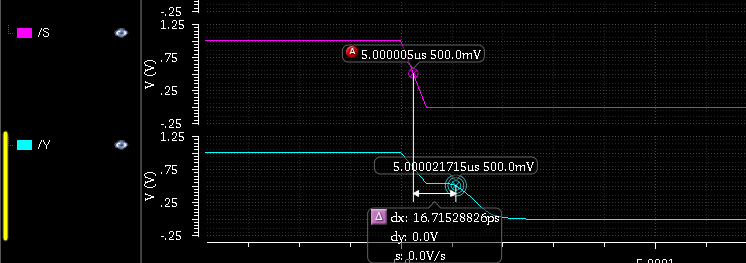 -.25
1.25
/S
A 5.000005us 500.0mV
.75
V (V)
.25
-.25
1.25
/Y
5.000021715us 500.0mV
.75
V (V)
.25
Δ dx: 16.71528826ps
dy: 0.0V
-.25
s: 0.0V/s
5.0001